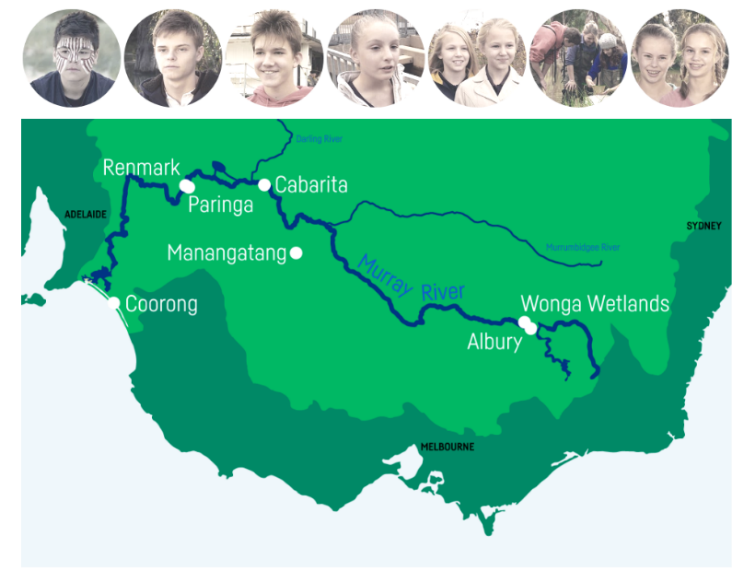 Darling River
Renmark
Cabarita
Paringa
ADELAIDE
SYDNEY
Manangatang
Murrumbidgee River
Murray River
Coorong
Wonga Wetlands
Albury
MELBOURNE